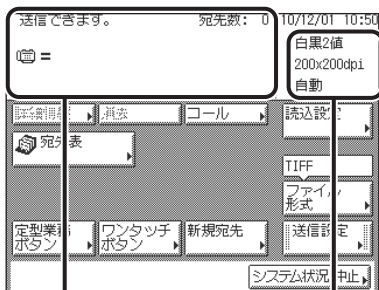 送信できます。 宛先数: 0 10/12/01 10:50
=
白黒2値
200x200dpi
自動
コール 読込設定
宛先表
TIFF
ファイル
形式
定型業務
ボタン
ワンタッチ
ボタン
新規宛先
送信設定
システム状況 中止